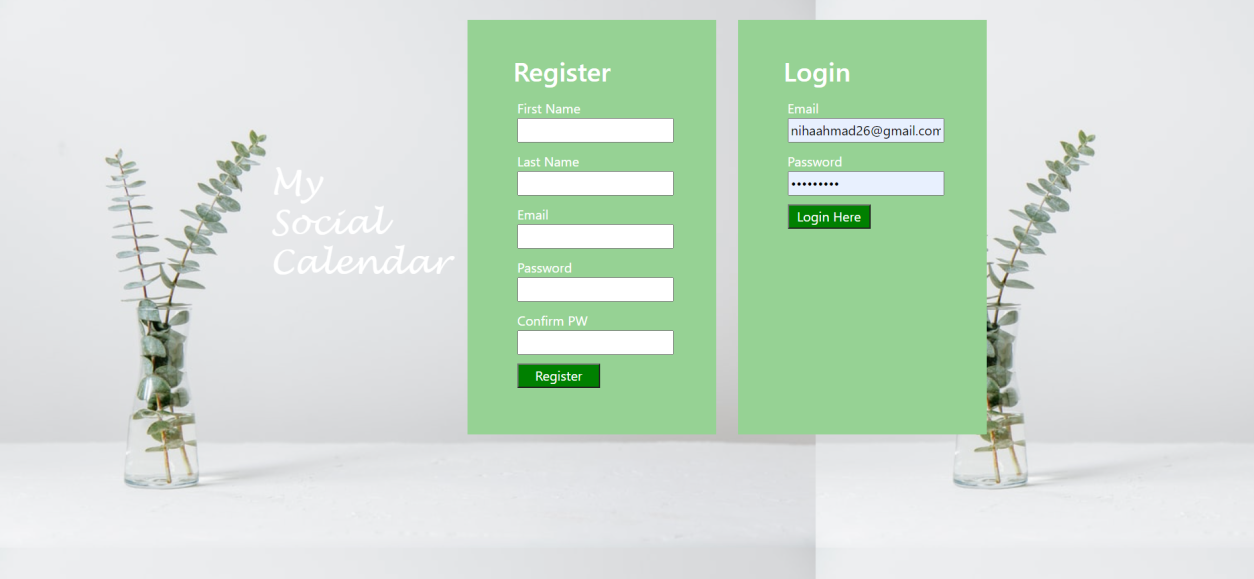 My
Social
Calendar
Register
First Name
Last Name
Email
Password
Confirm PW
Register
Login
Email
nihaahmad26@gmail.com
Password
•••••••••
Login Here